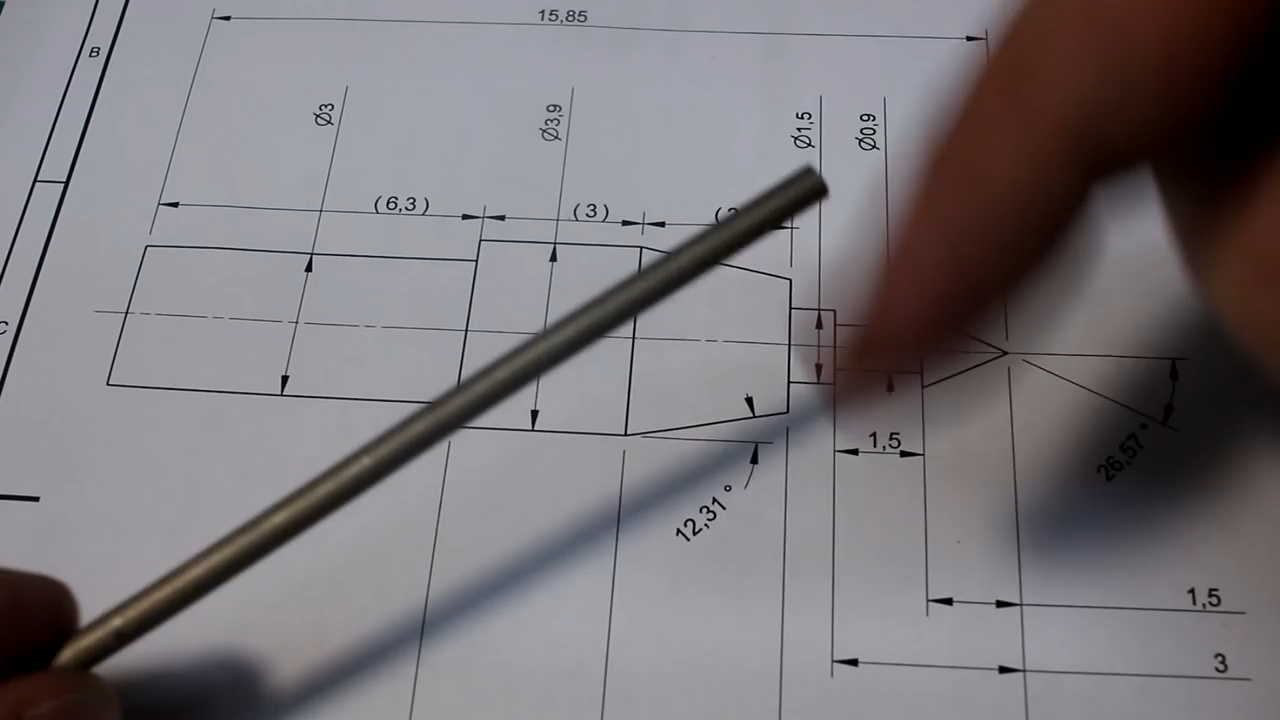 15,85
B
Ø3
Ø3,9
Ø1,5
Ø0,9
(6,3)
(3)
C
1,5
26,57°
12,31°
1,5
3